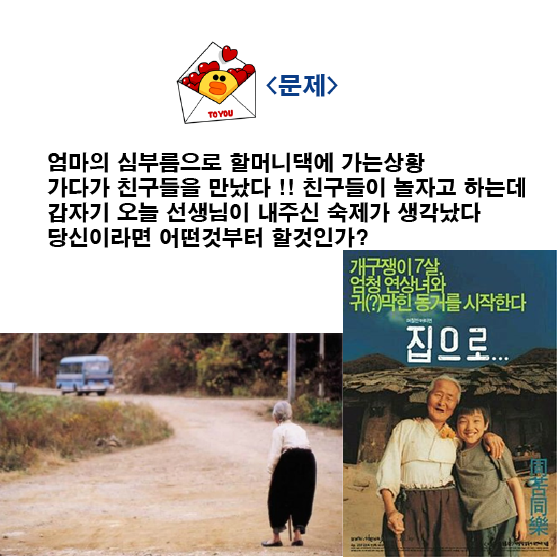 TO YOU
<문제>
엄마의 심부름으로 할머니댁에 가는상황
가다가 친구들을 만났다 !! 친구들이 놀자고 하는데
갑자기 오늘 선생님이 내주신 숙제가 생각났다
당신이라면 어떤것부터 할것인가?
개구쟁이 7살,
엄청 연상녀와
귀(?)막힌 동거를 시작한다
집으로...